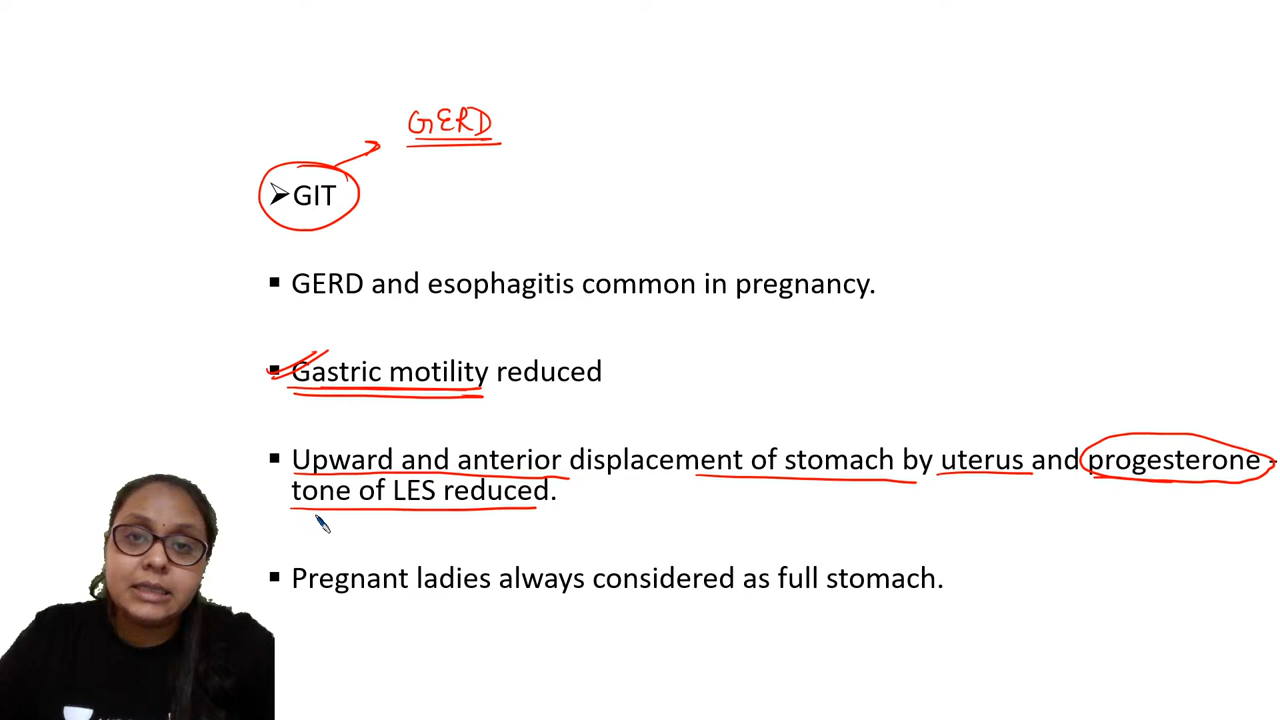 GERD
➢GIT
▪ GERD and esophagitis common in pregnancy.
▪ Gastric motility reduced
▪ Upward and anterior displacement of stomach by uterus and progesterone -
tone of LES reduced.
▪ Pregnant ladies always considered as full stomach.